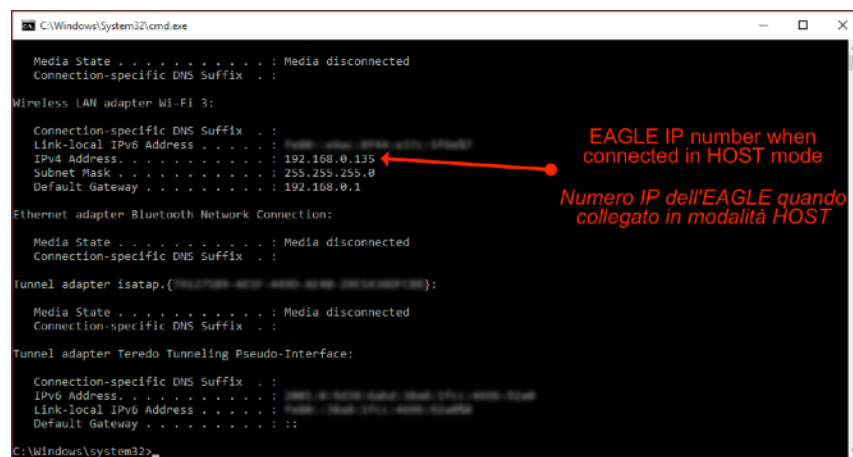 C:\Windows\System32\cmd.exe
Media State . . . . . . . . . . . : Media disconnected
Connection-specific DNS Suffix  . :
Wireless LAN adapter Wi-Fi 3:
Connection-specific DNS Suffix  . :
Link-local IPv6 Address . . . . . :
IPv4 Address. . . . . . . . . . . : 192.168.0.135
Subnet Mask . . . . . . . . . . . : 255.255.255.0
Default Gateway . . . . . . . . . : 192.168.0.1
EAGLE IP number when
connected in HOST mode
Numero IP dell'EAGLE quando
collegato in modalità HOST
Ethernet adapter Bluetooth Network Connection:
Media State . . . . . . . . . . . : Media disconnected
Connection-specific DNS Suffix  . :
Tunnel adapter isatap.{ }:
Media State . . . . . . . . . . . : Media disconnected
Connection-specific DNS Suffix  . :
Tunnel adapter Teredo Tunneling Pseudo-Interface:
Connection-specific DNS Suffix  . :
IPv6 Address. . . . . . . . . . . :
Link-local IPv6 Address . . . . . :
Default Gateway . . . . . . . . . : ::
C:\Windows\system32>_